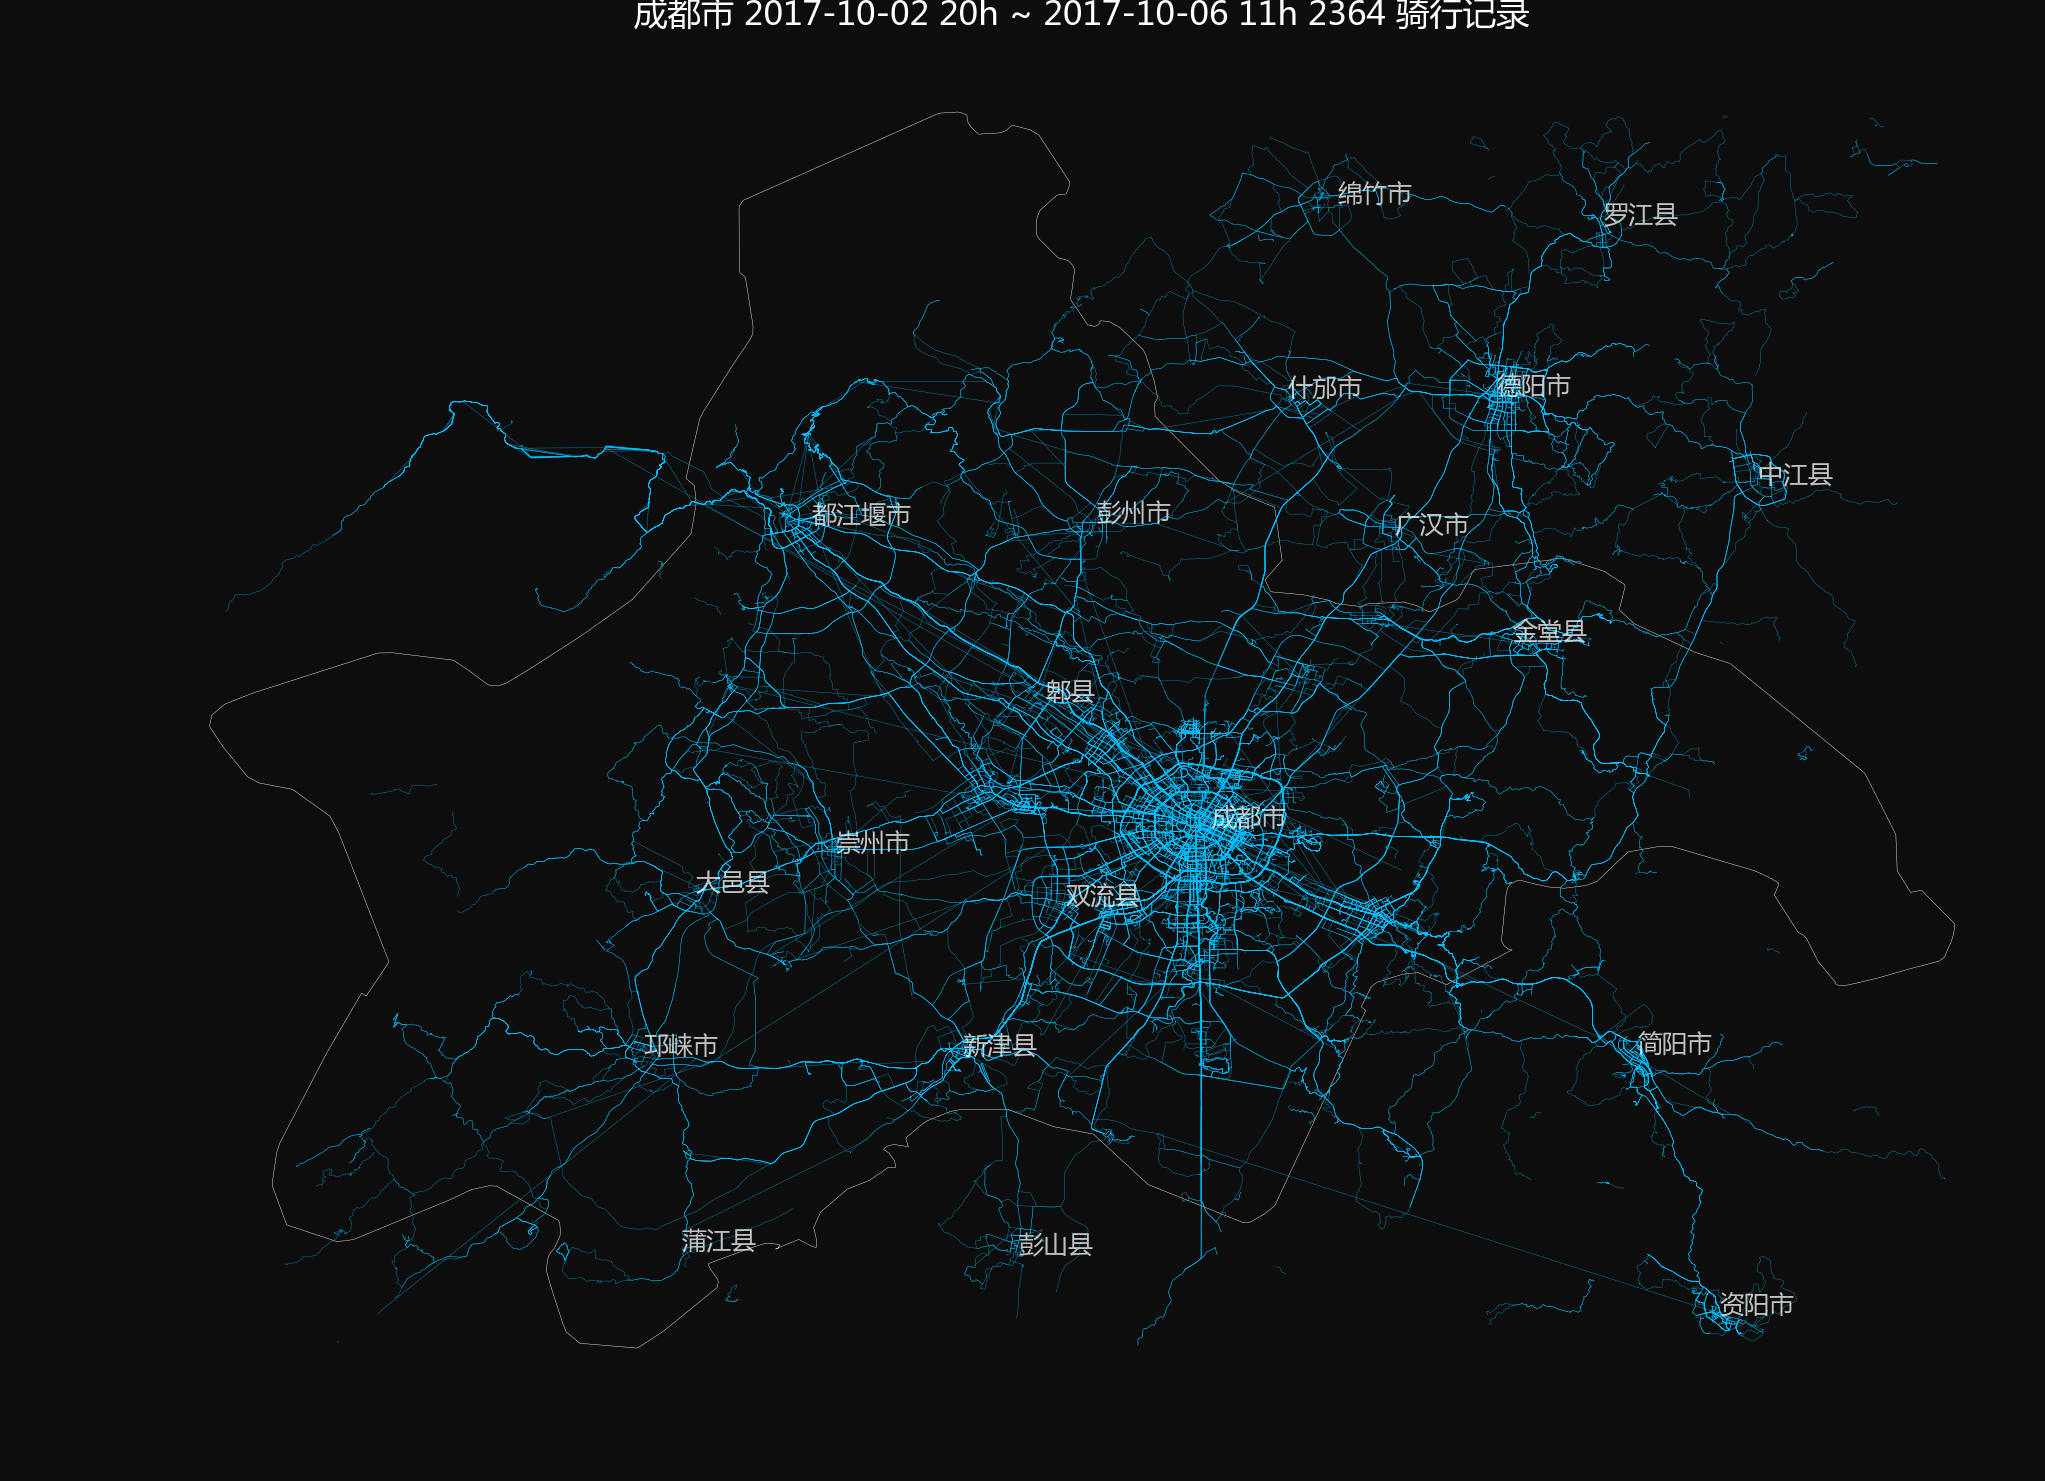 成都市 2017-10-02 20h ~ 2017-10-06 11h 2364 骑行记录
绵竹市
罗江县
什邡市
德阳市
中江县
都江堰市
彭州市
广汉市
金堂县
郫县
成都市
崇州市
大邑县
双流县
邛崃市
新津县
简阳市
蒲江县
彭山县
资阳市